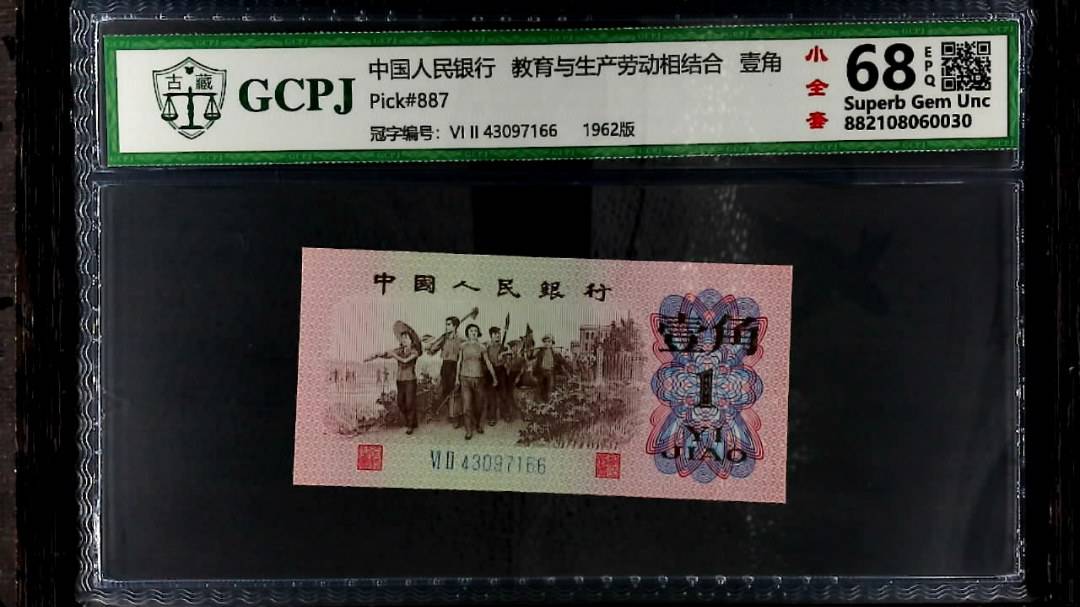 古藏
GCPJ
中国人民银行 教育与生产劳动相结合 壹角
Pick#887
冠字编号: VI II 43097166 1962版
小全套
68 EPQ
Superb Gem Unc
882108060030
中國人民銀行
壹角
1
YI
JIAO
VI II 43097166